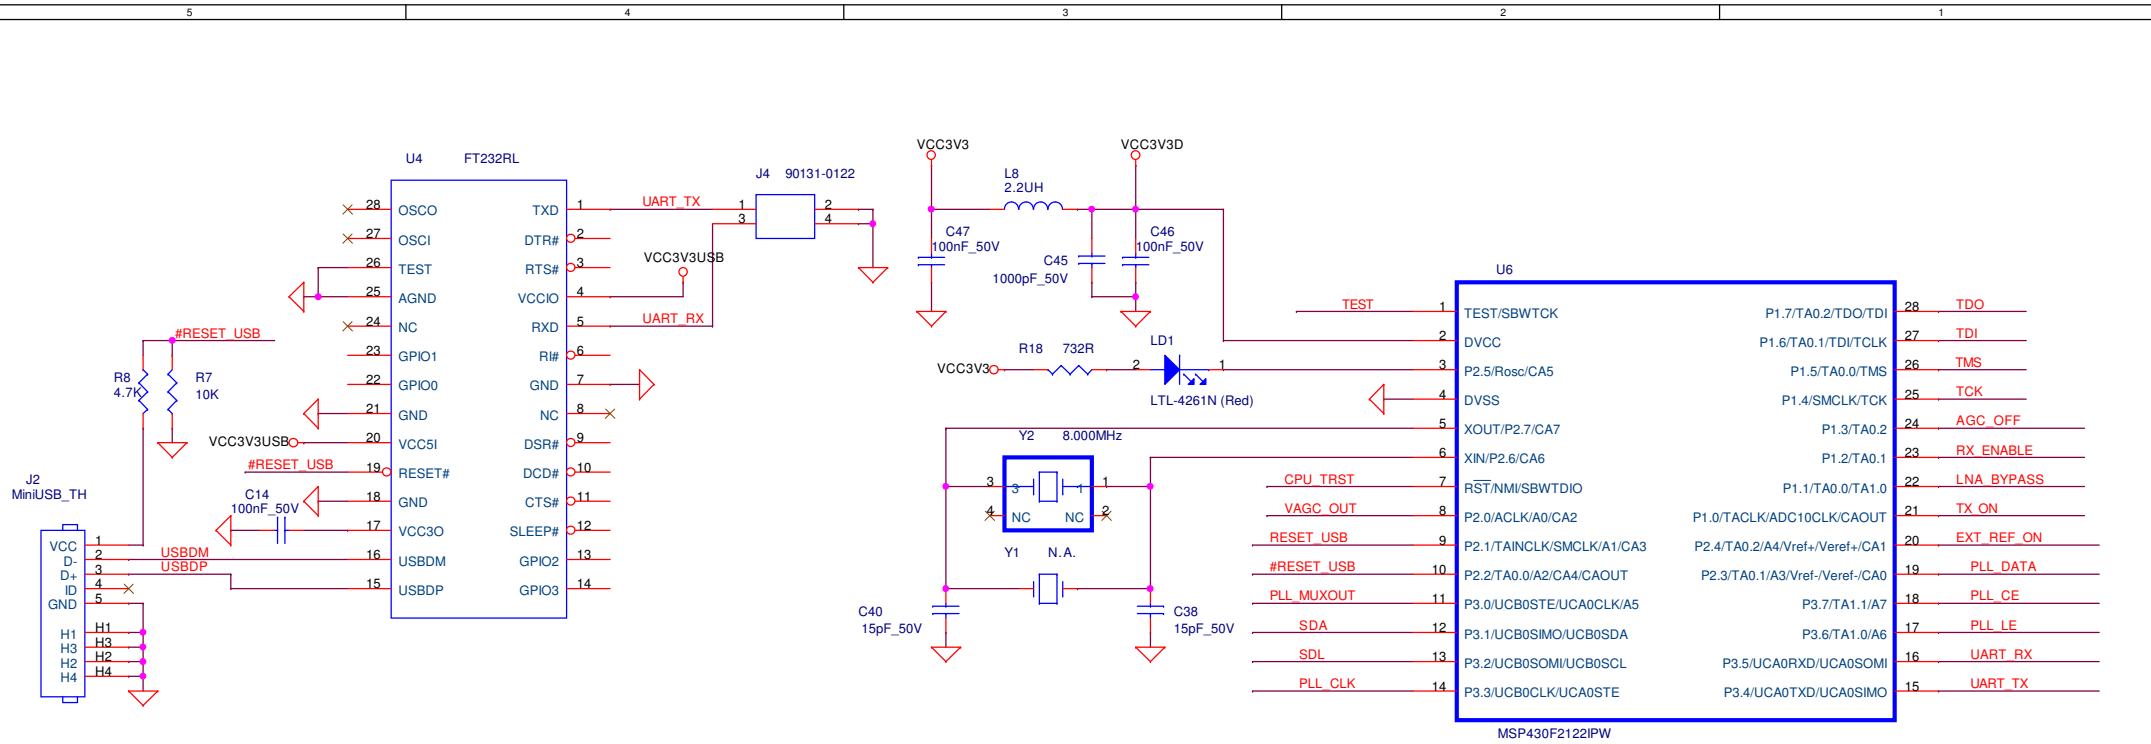 5 4 3 2 1
U4 FT232RL
28 OSCO
27 OSCI
26 TEST
25 AGND
24 NC
23 GPIO1
22 GPIO0
21 GND
20 VCC5I
19 RESET#
18 GND
17 VCC3O
16 USBDM
15 USBDP
TXD 1
DTR# 2
RTS# 3
VCCIO 4
RXD 5
RI# 6
GND 7
NC 8
DSR# 9
DCD# 10
CTS# 11
SLEEP# 12
GPIO2 13
GPIO3 14
UART_TX
VCC3V3USB
UART_RX
J4 90131-0122
1 2
3 4
#RESET_USB
R8
4.7K
R7
10K
VCC3V3USB
#RESET_USB
C14
100nF_50V
J2
MiniUSB_TH
VCC 1
D- 2
D+ 3
ID 4
GND 5
H1 H1
H3 H3
H2 H2
H4 H4
USBDM
USBDP
VCC3V3
VCC3V3D
L8
2.2UH
C47
100nF_50V
C45
1000pF_50V
C46
100nF_50V
VCC3V3
R18 732R
LD1
2 1
LTL-4261N (Red)
Y2 8.000MHz
3 3 1 1
4 NC NC 2
Y1 N.A.
C40
15pF_50V
C38
15pF_50V
U6
TEST 1 TEST/SBWTCK
2 DVCC
3 P2.5/Rosc/CA5
4 DVSS
5 XOUT/P2.7/CA7
6 XIN/P2.6/CA6
CPU_TRST 7 RST/NMI/SBWTDIO
VAGC_OUT 8 P2.0/ACLK/A0/CA2
RESET_USB 9 P2.1/TAINCLK/SMCLK/A1/CA3
#RESET_USB 10 P2.2/TA0.0/A2/CA4/CAOUT
PLL_MUXOUT 11 P3.0/UCB0STE/UCA0CLK/A5
SDA 12 P3.1/UCB0SIMO/UCB0SDA
SDL 13 P3.2/UCB0SOMI/UCB0SCL
PLL_CLK 14 P3.3/UCB0CLK/UCA0STE
P1.7/TA0.2/TDO/TDI 28 TDO
P1.6/TA0.1/TDI/TCLK 27 TDI
P1.5/TA0.0/TMS 26 TMS
P1.4/SMCLK/TCK 25 TCK
P1.3/TA0.2 24 AGC_OFF
P1.2/TA0.1 23 RX_ENABLE
P1.1/TA0.0/TA1.0 22 LNA_BYPASS
P1.0/TACLK/ADC10CLK/CAOUT 21 TX_ON
P2.4/TA0.2/A4/Vref+/Veref+/CA1 20 EXT_REF_ON
P2.3/TA0.1/A3/Vref-/Veref-/CA0 19 PLL_DATA
P3.7/TA1.1/A7 18 PLL_CE
P3.6/TA1.0/A6 17 PLL_LE
P3.5/UCA0RXD/UCA0SOMI 16 UART_RX
P3.4/UCA0TXD/UCA0SIMO 15 UART_TX
MSP430F2122IPW